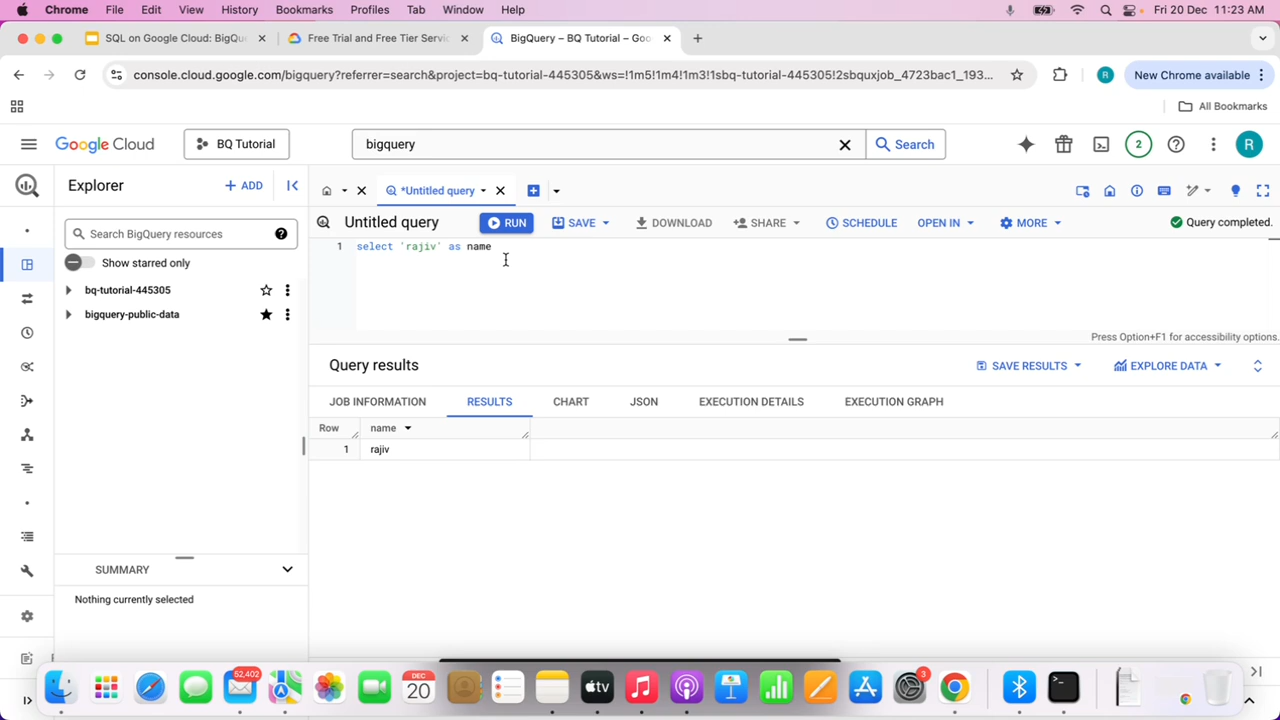 Chrome File Edit View History Bookmarks Profiles Tab Window Help Fri 20 Dec 11:23 AM
SQL on Google Cloud: BigQu Free Trial and Free Tier Servic BigQuery – BQ Tutorial – Goo
console.cloud.google.com/bigquery?referrer=search&project=bq-tutorial-445305&ws=!1m5!1m4!1m3!1sbq-tutorial-445305!2sbquxjob_4723bac1_193... R New Chrome available
All Bookmarks
Google Cloud BQ Tutorial bigquery Search 2 R
Explorer + ADD *Untitled query
Untitled query RUN SAVE DOWNLOAD SHARE SCHEDULE OPEN IN MORE Query completed.
Search BigQuery resources
1 select 'rajiv' as name
Show starred only
bq-tutorial-445305
bigquery-public-data
Press Option+F1 for accessibility options.
Query results SAVE RESULTS EXPLORE DATA
JOB INFORMATION RESULTS CHART JSON EXECUTION DETAILS EXECUTION GRAPH
Row name
1 rajiv
SUMMARY
Nothing currently selected
52,402 DEC 20 tv 3